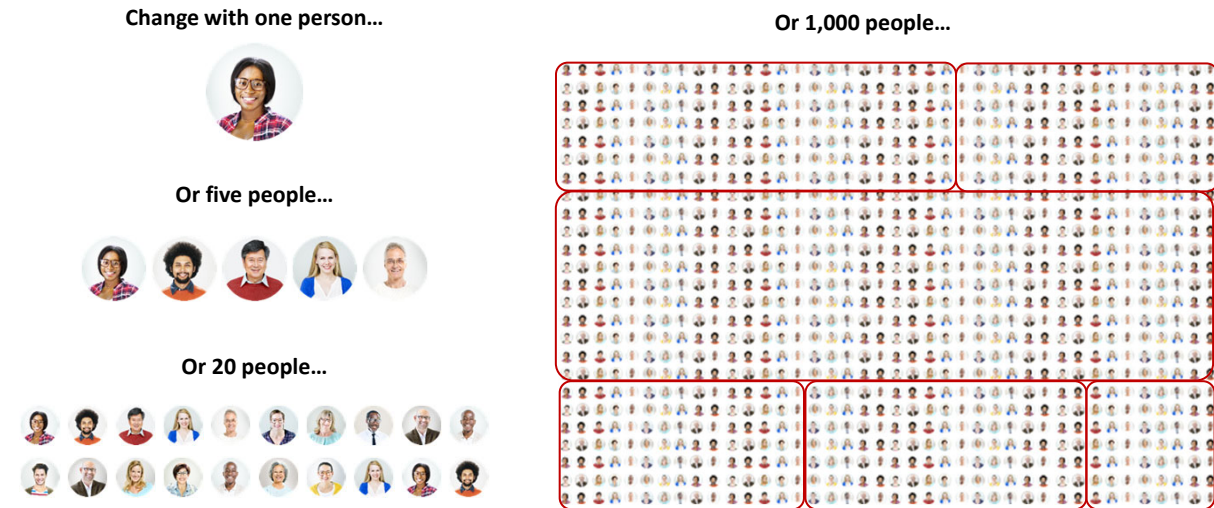 Change with one person…
Or five people…
Or 20 people…
Or 1,000 people…